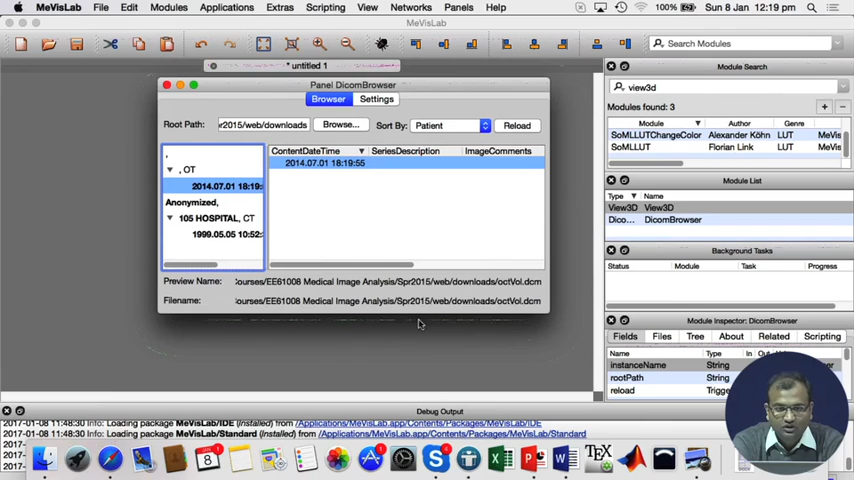 MeVisLab File Edit Modules Applications Extras Scripting View Networks Panels Help 100% Sun 8 Jan 12:19 pm
MeVisLab
Search Modules
* untitled 1
Module Search
view3d
Modules found: 3
Module Author Genre
SoMLLUTChangeColor Alexander Köhn LUT MeVis
SoMLLUT Florian Link LUT MeVis
Module List
Type Name
View3D View3D
Dico... DicomBrowser
Background Tasks
Status Module Task Progress
Module Inspector: DicomBrowser
Fields Files Tree About Related Scripting
Name Type In Out
instanceName String
rootPath String
reload Trigger
Panel DicomBrowser
Browser Settings
Root Path: r2015/web/downloads Browse... Sort By: Patient Reload
ContentDateTime SeriesDescription ImageComments
2014.07.01 18:19:55
,
, OT
2014.07.01 18:19:
Anonymized,
105 HOSPITAL, CT
1999.05.05 10:52:
Preview Name: Courses/EE61008 Medical Image Analysis/Spr2015/web/downloads/octVol.dcm
Filename: Courses/EE61008 Medical Image Analysis/Spr2015/web/downloads/octVol.dcm
Debug Output
2017-01-08 11:48:30 Info: Loading package MeVisLab/IDE (Installed) from /Applications/MeVisLab.app/Contents/Packages/MeVisLab/IDE
2017-01-08 11:48:30 Info: Loading package MeVisLab/Standard (Installed) from /Applications/MeVisLab.app/Contents/Packages/MeVisLab/Standard
2017-
2017-